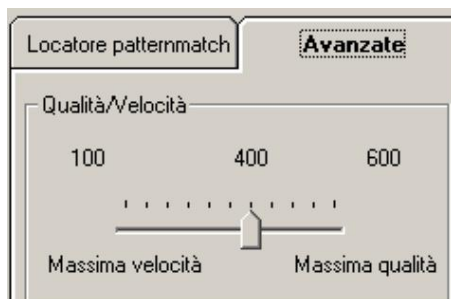 Locatore patternmatch Avanzate
Qualità/Velocità
100 400 600
Massima velocità Massima qualità